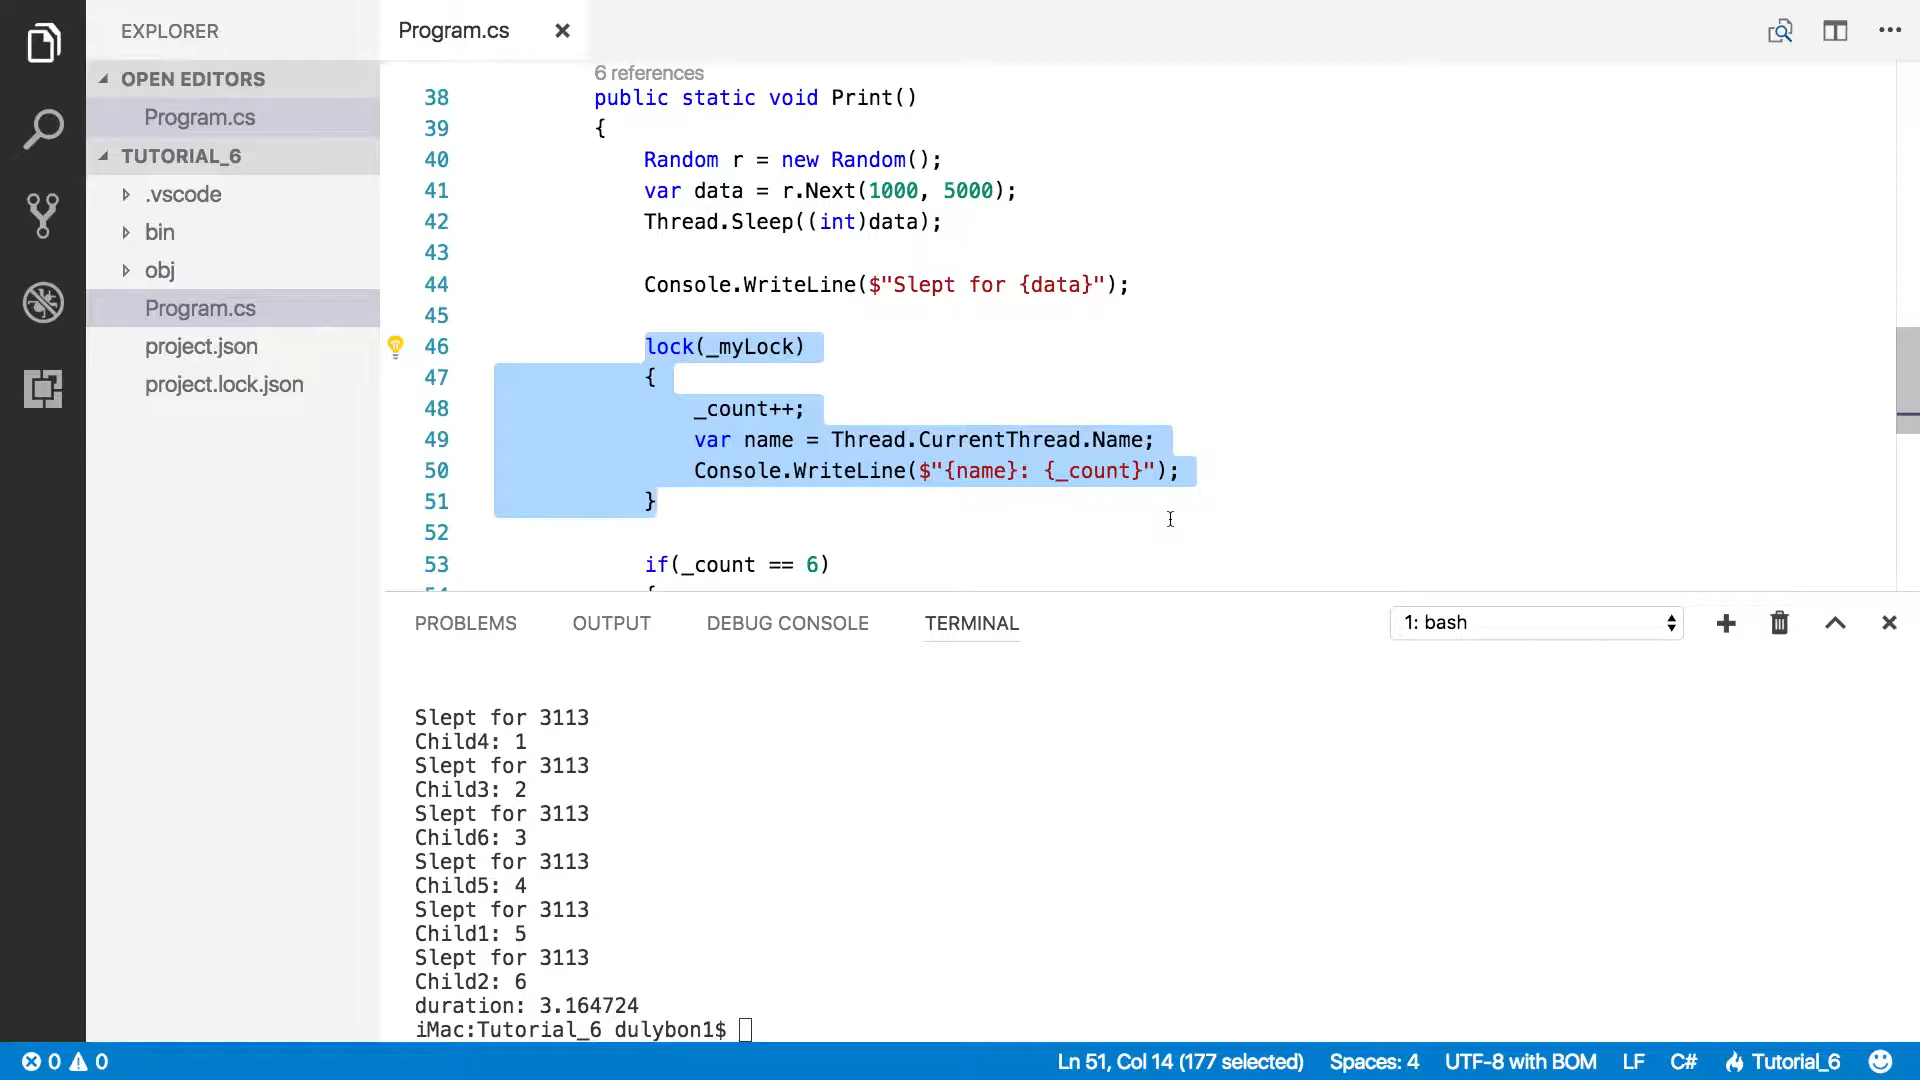 EXPLORER
OPEN EDITORS
Program.cs
TUTORIAL_6
.vscode
bin
obj
Program.cs
project.json
project.lock.json
Program.cs
6 references
38 public static void Print()
39 {
40 Random r = new Random();
41 var data = r.Next(1000, 5000);
42 Thread.Sleep((int)data);
43
44 Console.WriteLine($"Slept for {data}");
45
46 lock(_myLock)
47 {
48 _count++;
49 var name = Thread.CurrentThread.Name;
50 Console.WriteLine($"{name}: {_count}");
51 }
52
53 if(_count == 6)
PROBLEMS OUTPUT DEBUG CONSOLE TERMINAL 1: bash
Slept for 3113
Child4: 1
Slept for 3113
Child3: 2
Slept for 3113
Child6: 3
Slept for 3113
Child5: 4
Slept for 3113
Child1: 5
Slept for 3113
Child2: 6
duration: 3.164724
iMac:Tutorial_6 dulybon1$
0 0 Ln 51, Col 14 (177 selected) Spaces: 4 UTF-8 with BOM LF C# Tutorial_6